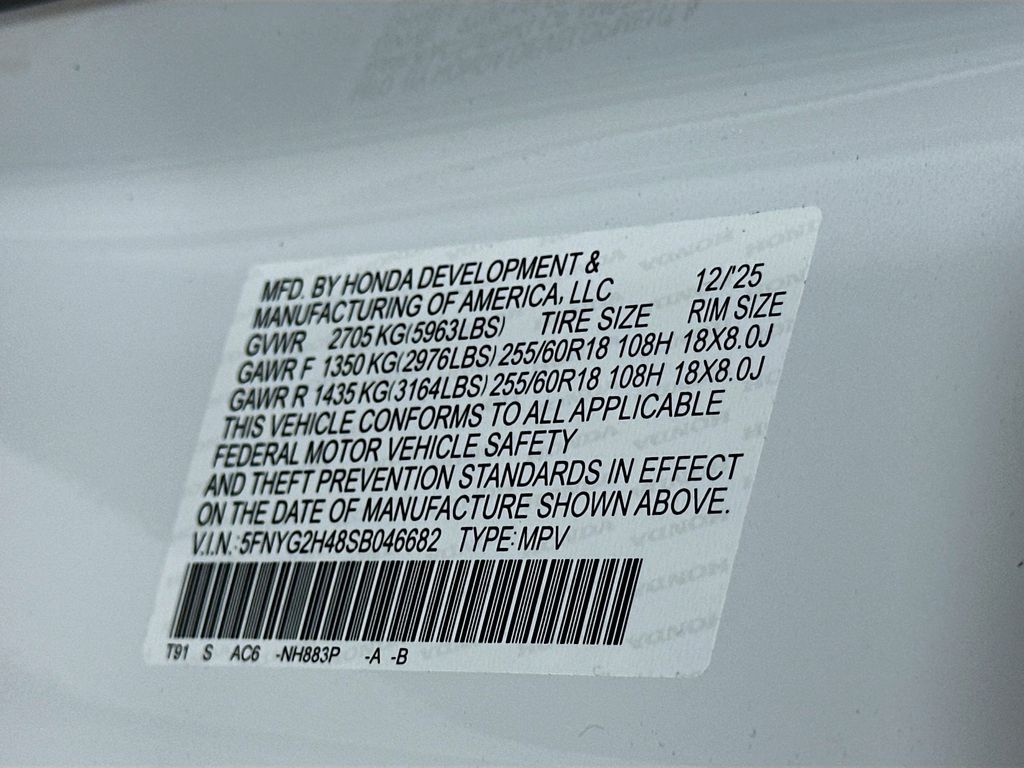 MFD. BY HONDA DEVELOPMENT &
MANUFACTURING OF AMERICA, LLC 12/'25
GVWR 2705 KG(5963LBS) TIRE SIZE RIM SIZE
GAWR F 1350 KG(2976LBS) 255/60R18 108H 18X8.0J
GAWR R 1435 KG(3164LBS) 255/60R18 108H 18X8.0J
THIS VEHICLE CONFORMS TO ALL APPLICABLE
FEDERAL MOTOR VEHICLE SAFETY
AND THEFT PREVENTION STANDARDS IN EFFECT
ON THE DATE OF MANUFACTURE SHOWN ABOVE.
V.I.N.: 5FNYG2H48SB046682 TYPE: MPV
T91 S AC6 -NH883P -A -B